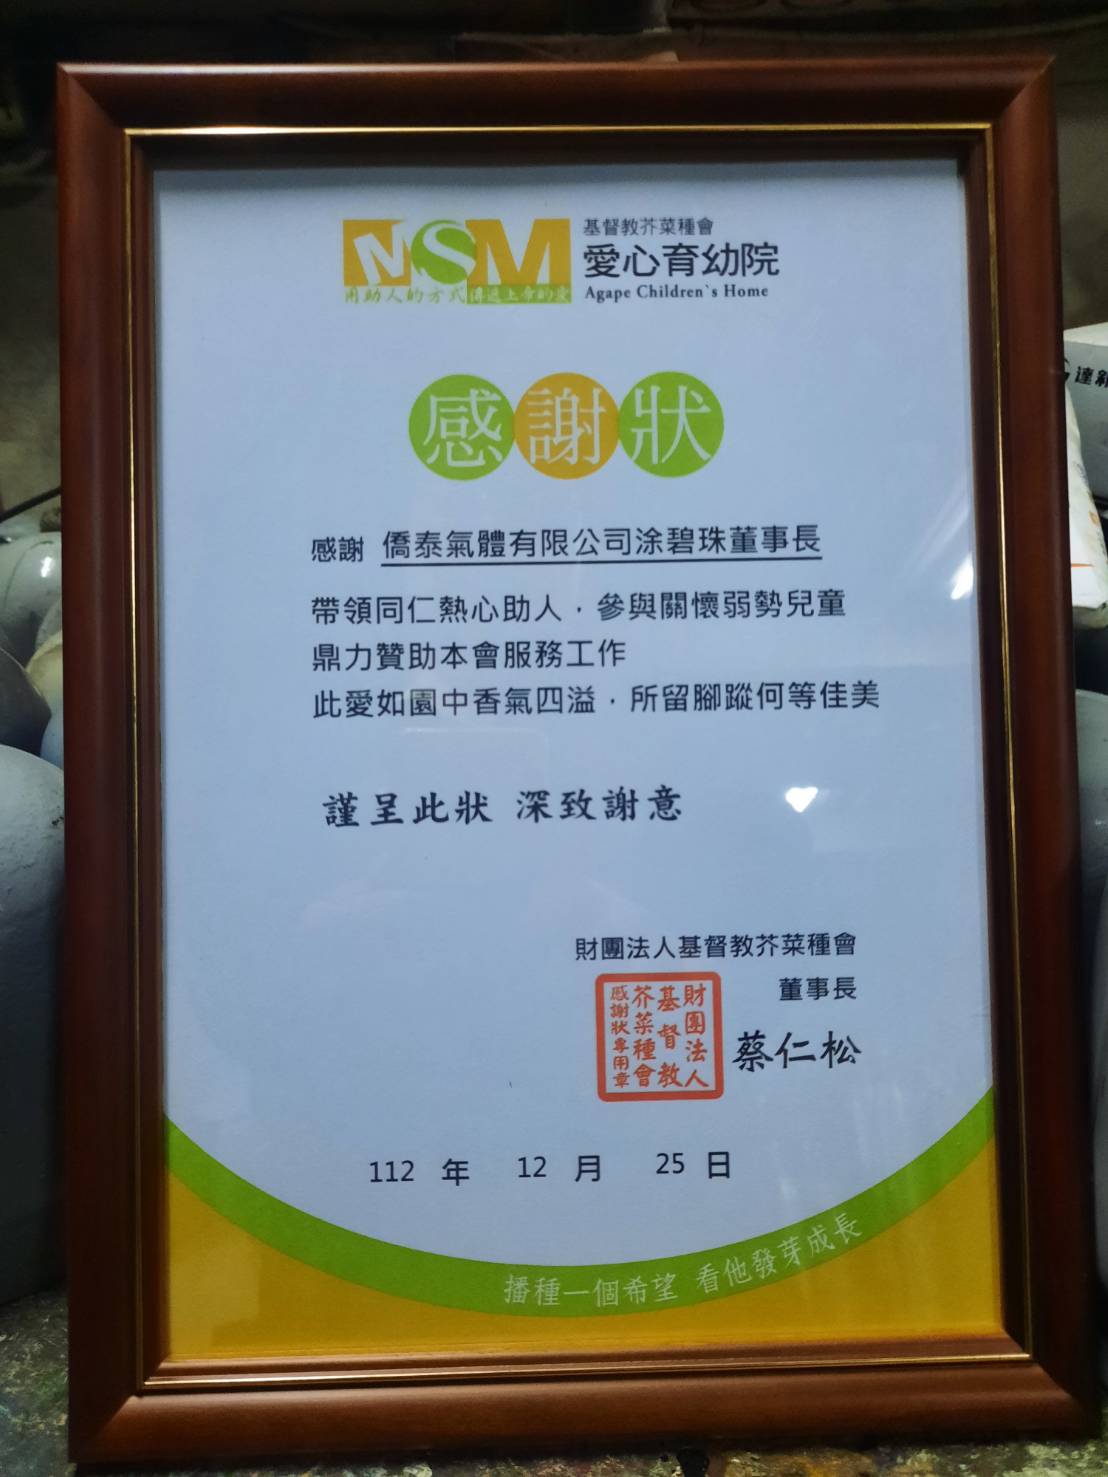 NSM
用助人的方式傳遞上帝的愛
基督教芥菜種會
愛心育幼院
Agape Children`s Home
感謝狀
感謝 僑泰氣體有限公司涂碧珠董事長
帶領同仁熱心助人，參與關懷弱勢兒童
鼎力贊助本會服務工作
此愛如園中香氣四溢，所留腳蹤何等佳美
謹呈此狀 深致謝意
財團法人基督教芥菜種會
董事長
蔡仁松
財團法人
基督教
芥菜種會
感謝狀專用章
112 年 12 月 25 日
播種一個希望 看他發芽成長